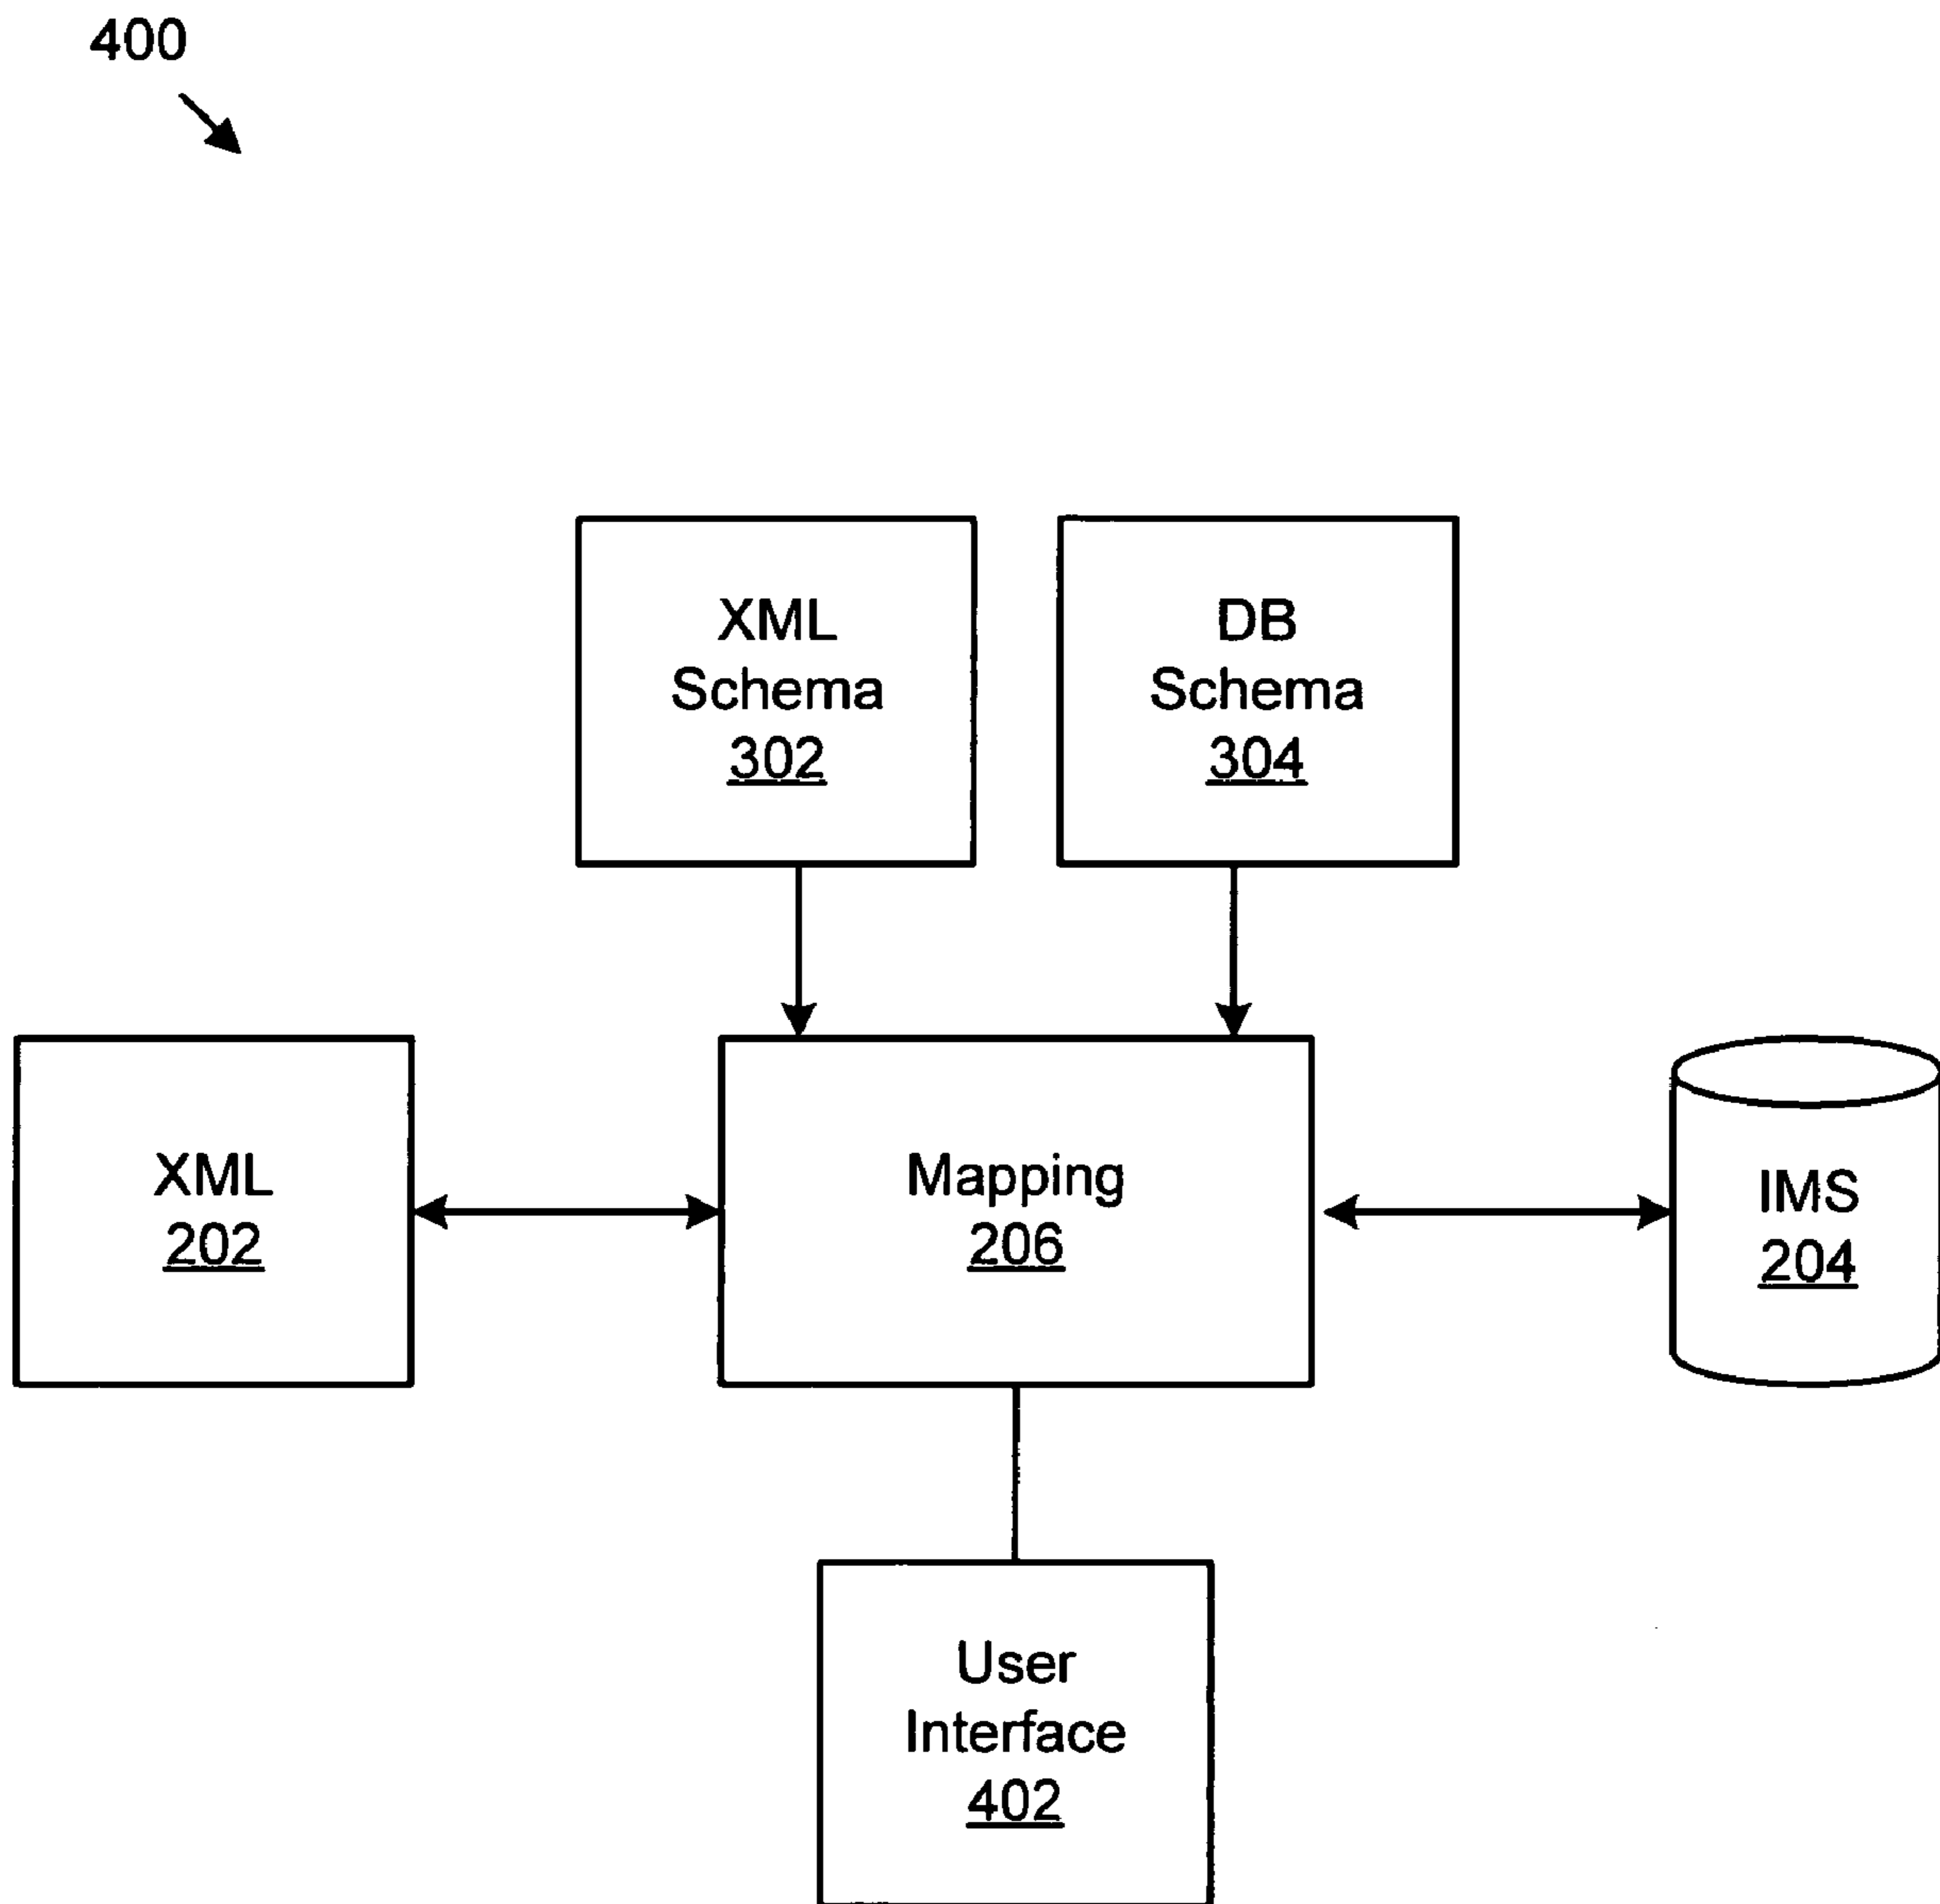 400
XML
Schema
302
DB
Schema
304
XML
202
Mapping
206
IMS
204
User
Interface
402